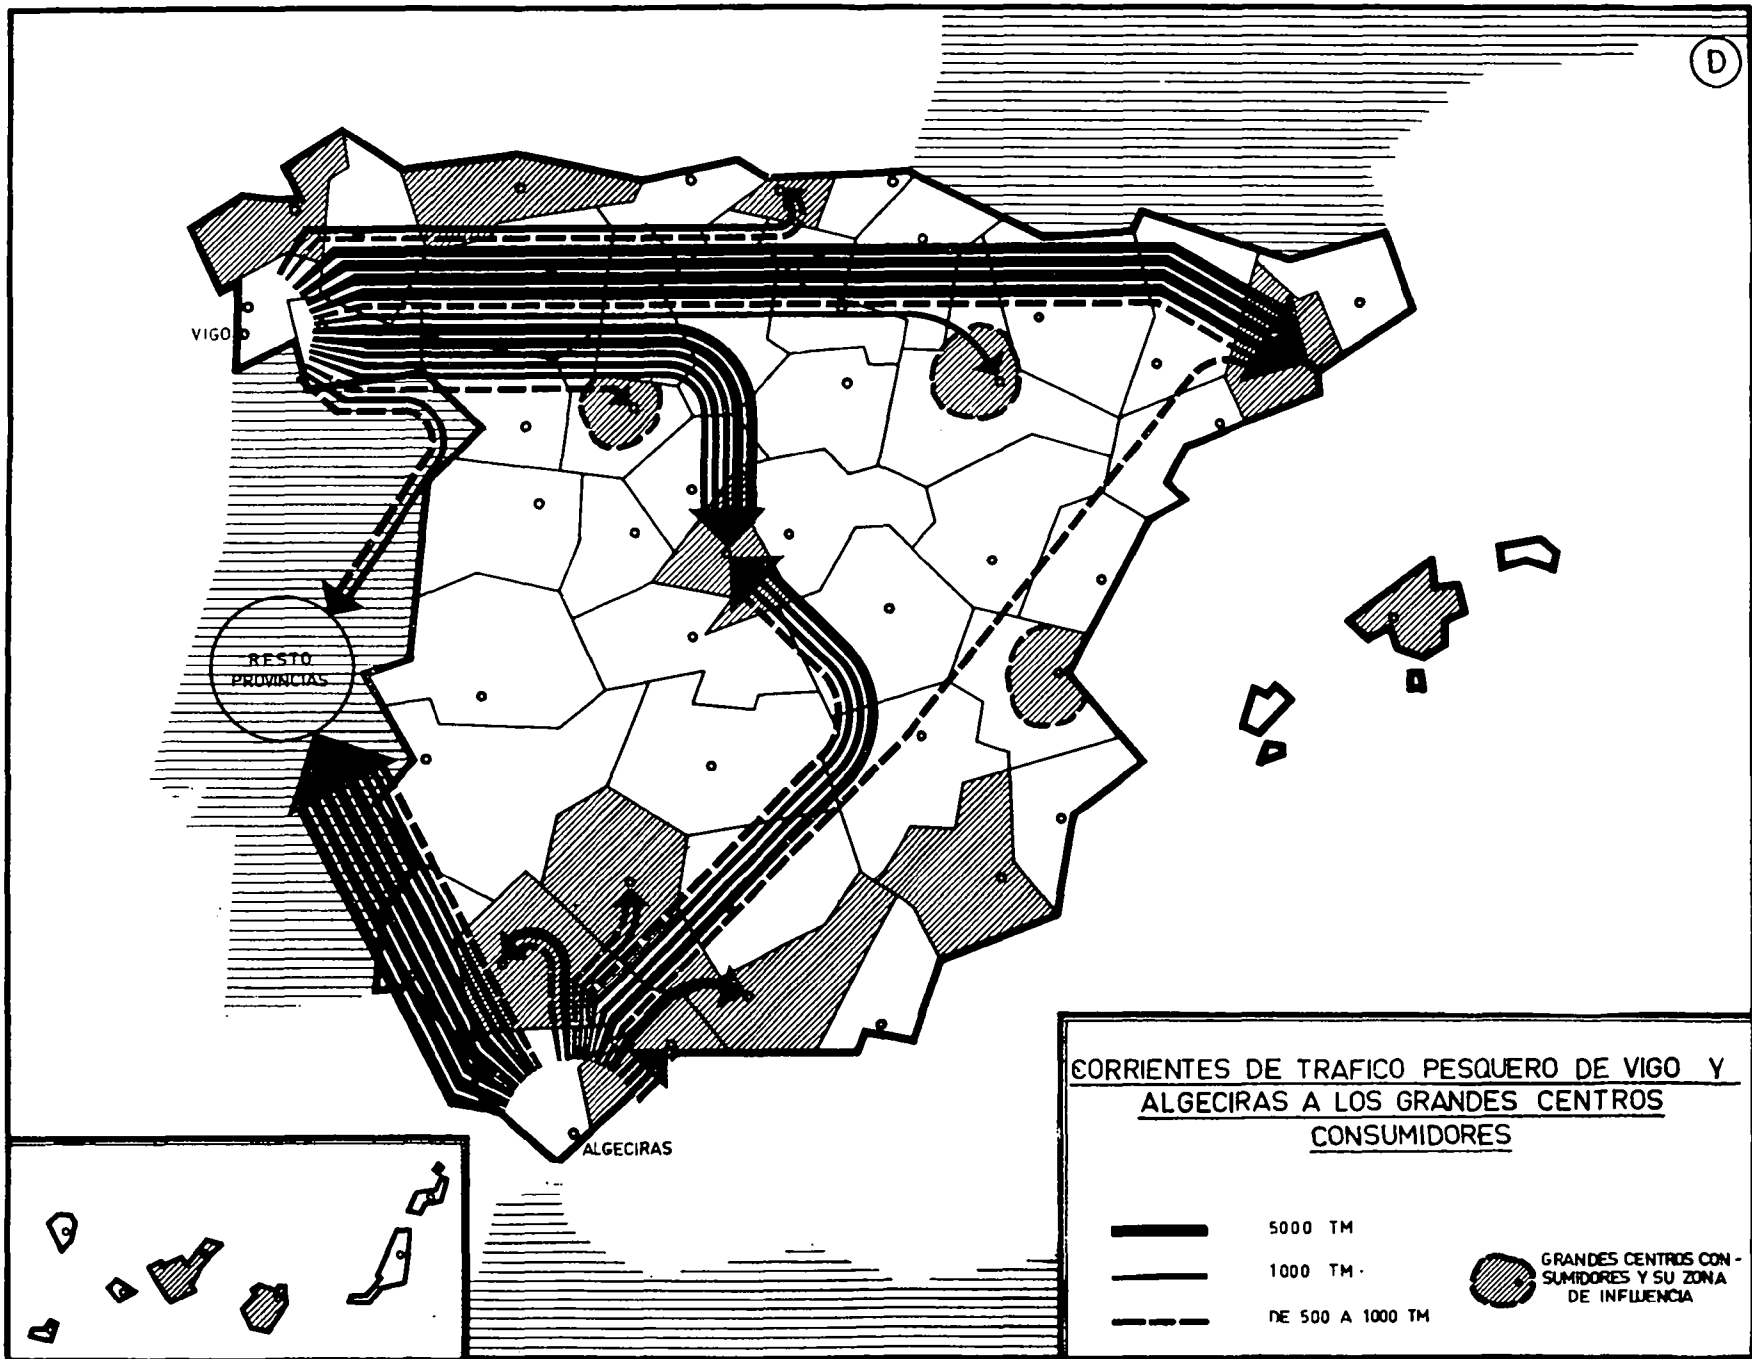 D
VIGO
RESTO
PROVINCIAS
ALGECIRAS
CORRIENTES DE TRAFICO PESQUERO DE VIGO Y
ALGECIRAS A LOS GRANDES CENTROS
CONSUMIDORES
5000 TM
1000 TM.
DE 500 A 1000 TM
GRANDES CENTROS CON-
SUMIDORES Y SU ZONA
DE INFLUENCIA